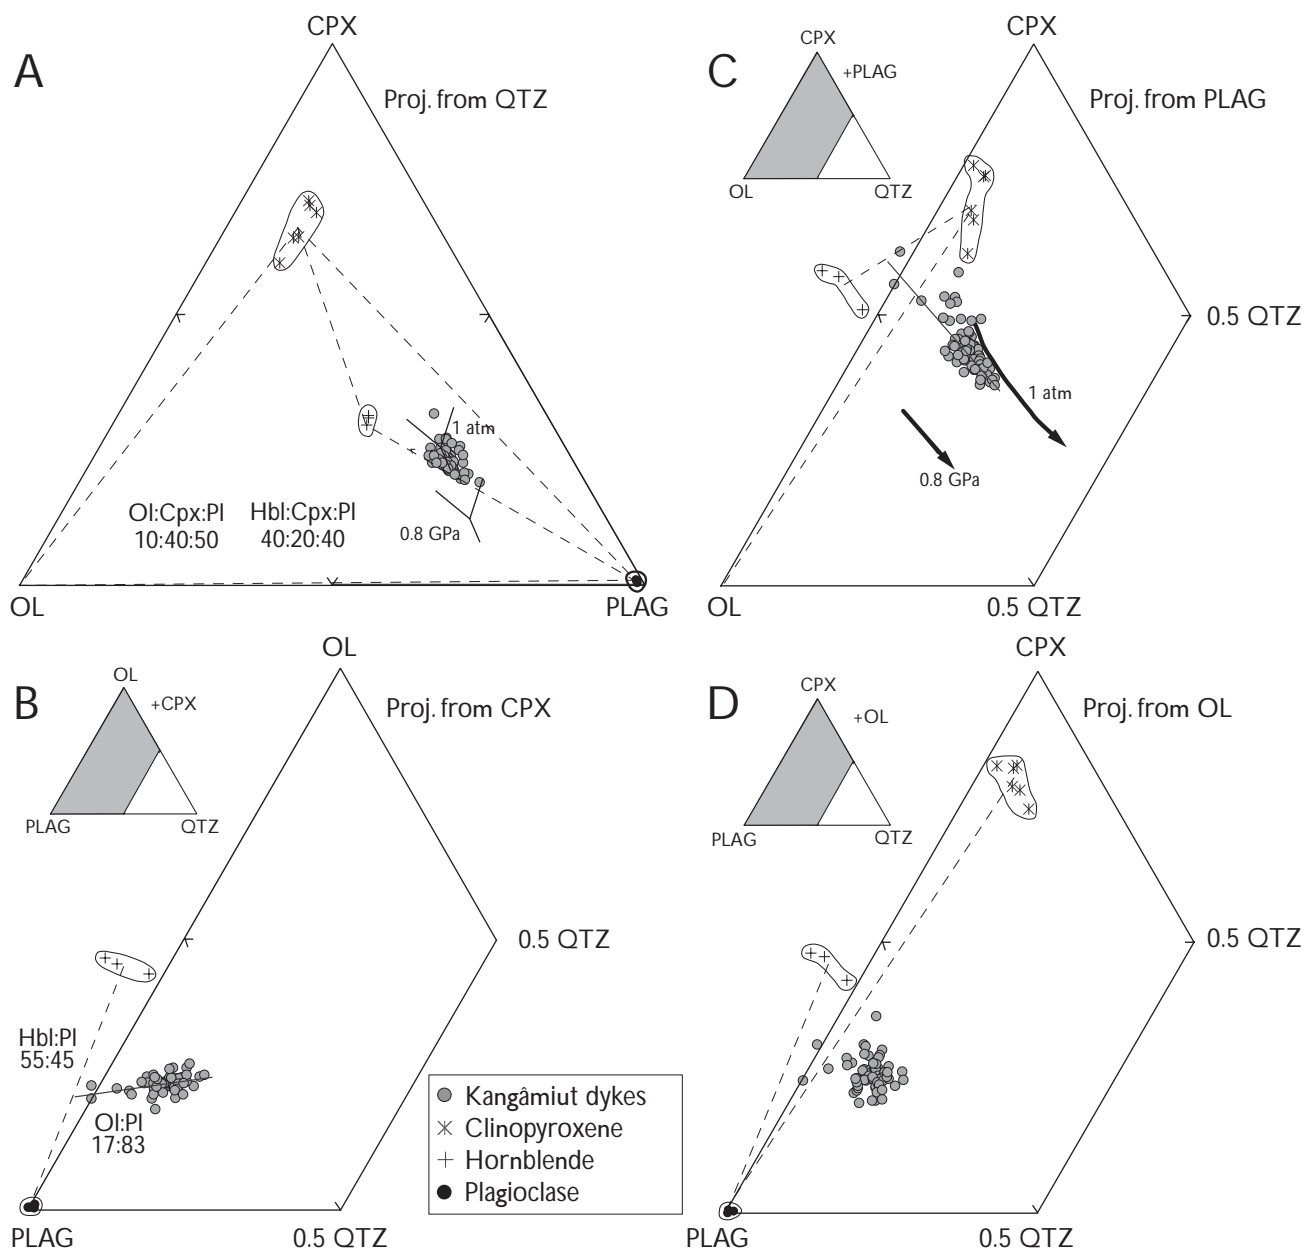 CPX
A
Proj. from QTZ
1 atm
Ol:Cpx:Pl
10:40:50
Hbl:Cpx:Pl
40:20:40
0.8 GPa
OL
PLAG
CPX
C
CPX
+PLAG
OL
QTZ
Proj. from PLAG
0.5 QTZ
1 atm
0.8 GPa
OL
0.5 QTZ
OL
B
OL
+CPX
PLAG
QTZ
Proj. from CPX
0.5 QTZ
Hbl:Pl
55:45
Ol:Pl
17:83
PLAG
0.5 QTZ
Kangâmiut dykes
Clinopyroxene
Hornblende
Plagioclase
CPX
D
CPX
+OL
PLAG
QTZ
Proj. from OL
0.5 QTZ
PLAG
0.5 QTZ